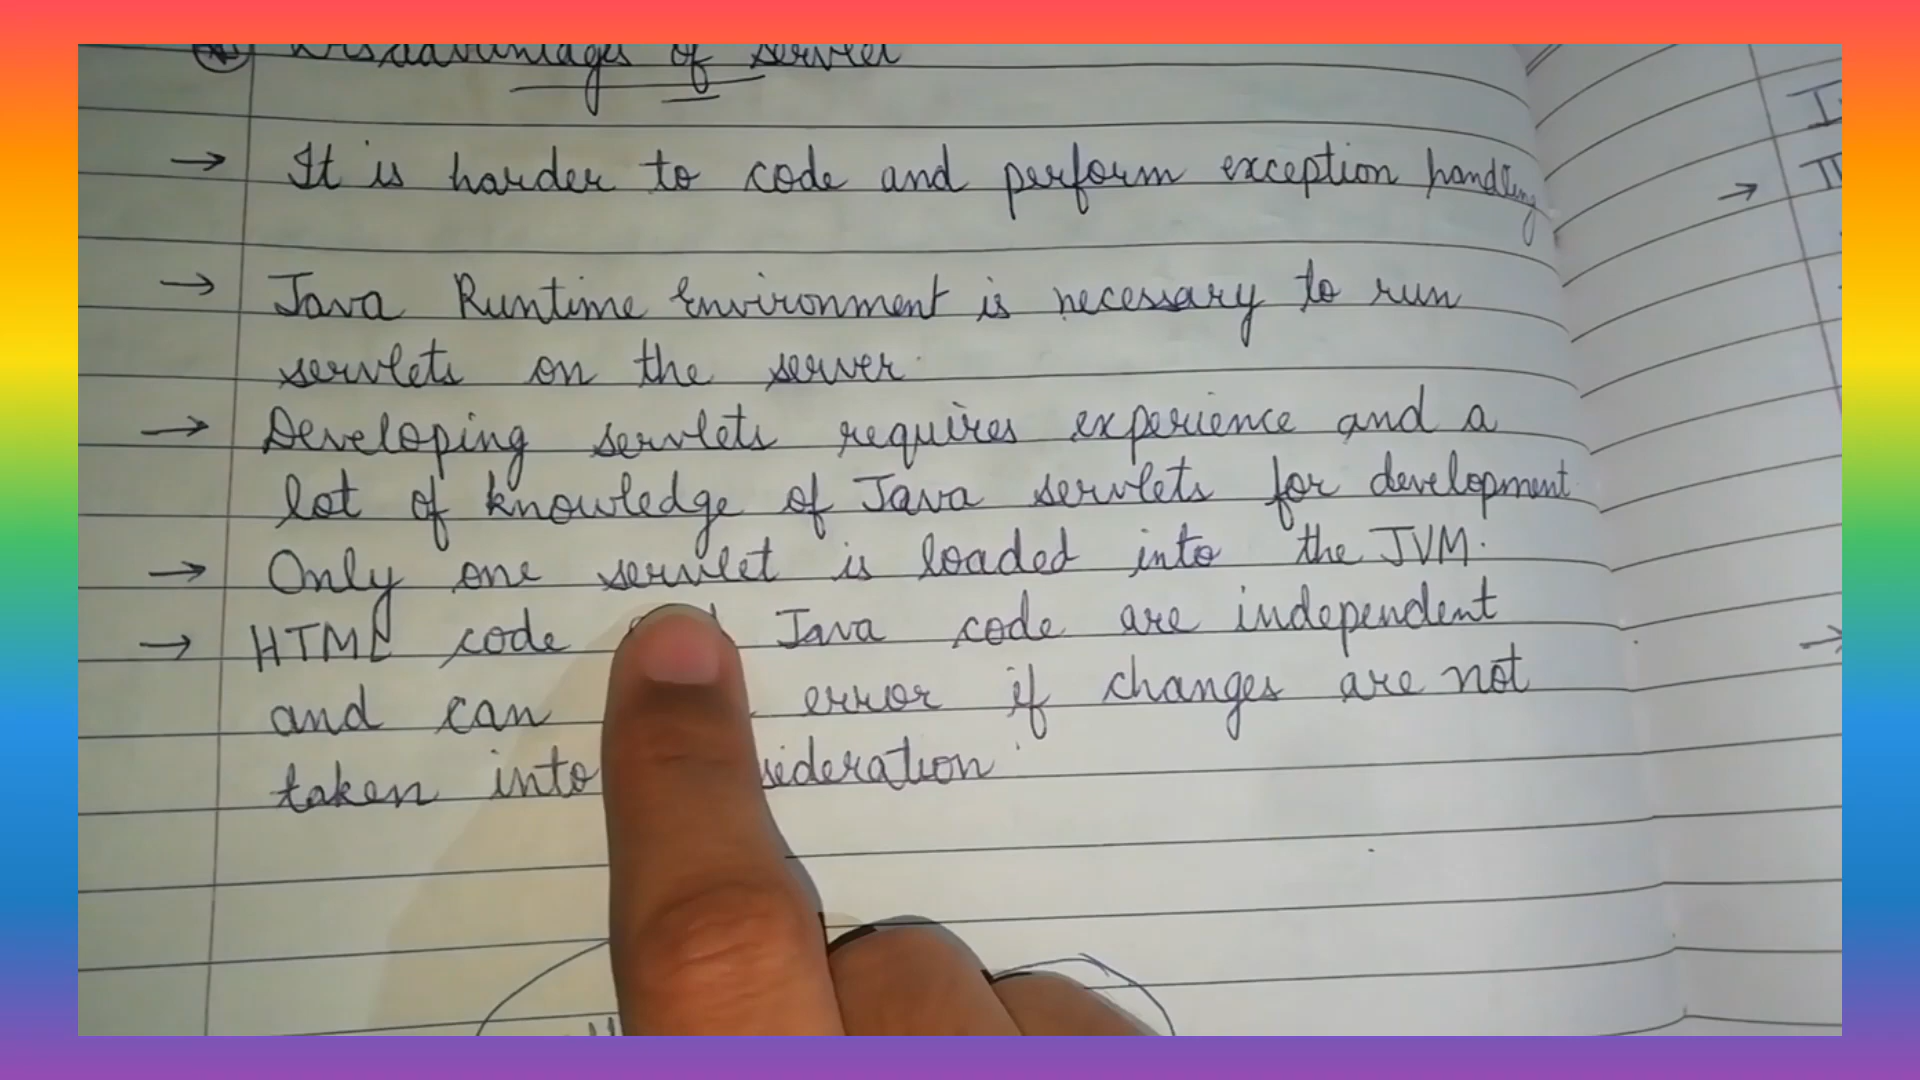 Disadvantages of servlet
→ It is harder to code and perform exception handling
→ Java Runtime Environment is necessary to run
servlets on the server.
→ Developing servlets requires experience and a
lot of knowledge of Java servlets for development
→ Only one servlet is loaded into the JVM.
→ HTML code Java code are independent
and can error if changes are not
taken into